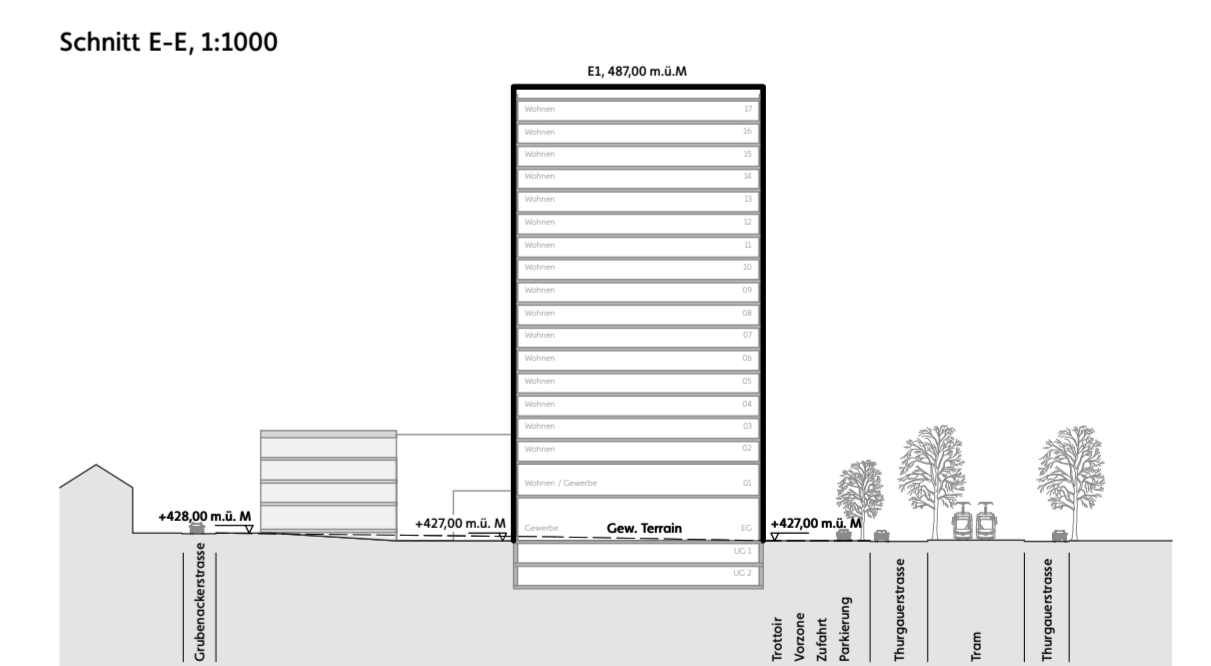 Schnitt E-E, 1:1000
E1, 487,00 m.ü.M
Wohnen 17
Wohnen 16
Wohnen 15
Wohnen 14
Wohnen 13
Wohnen 12
Wohnen 11
Wohnen 10
Wohnen 09
Wohnen 08
Wohnen 07
Wohnen 06
Wohnen 05
Wohnen 04
Wohnen 03
Wohnen 02
Wohnen / Gewerbe 01
+428,00 m.ü. M
+427,00 m.ü. M
Gewerbe Gew. Terrain EG
+427,00 m.ü. M
UG 1
UG 2
Grubenackerstrasse
Trottoir
Vorzone
Zufahrt
Parkierung
Thurgauerstrasse
Tram
Thurgauerstrasse